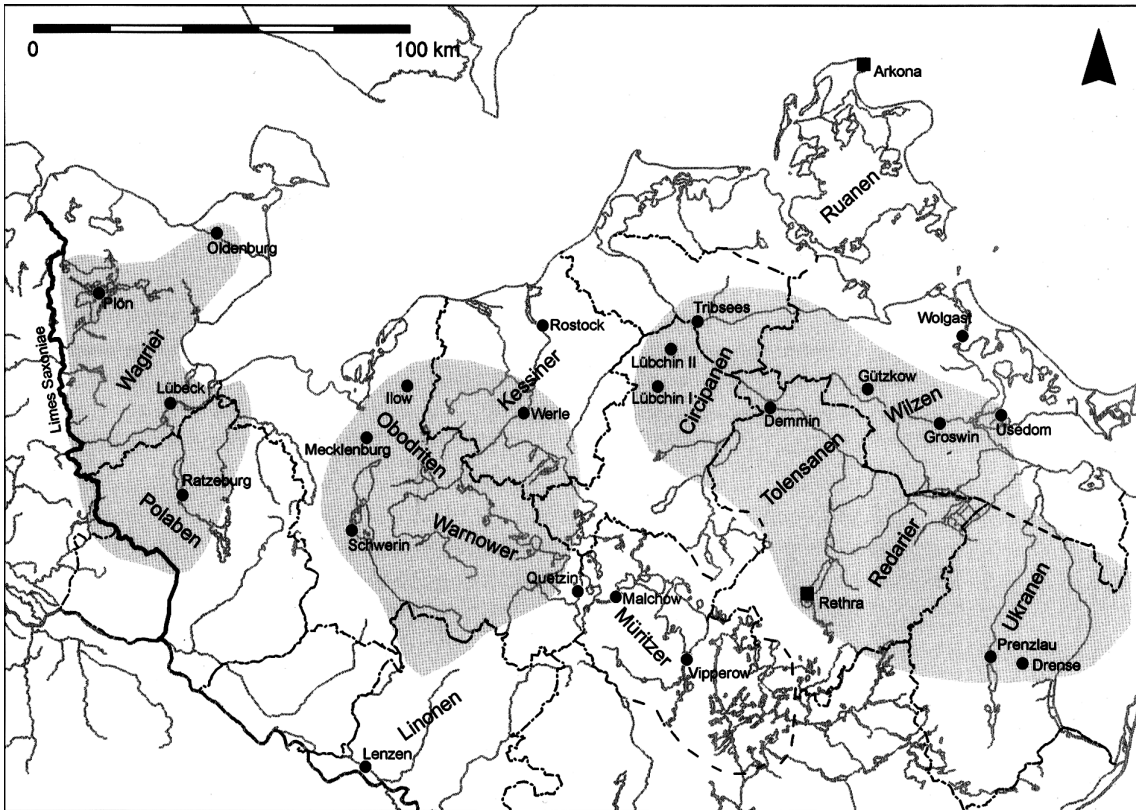 0
100 km
Arkona
Ruanen
Oldenburg
Plön
Limes Saxoniae
Wagrier
Lübeck
Ratzeburg
Polaben
Rostock
Kessiner
Ilow
Werle
Obodriten
Mecklenburg
Warnower
Schwerin
Quetzin
Malchow
Müritzer
Vipperow
Linonen
Lenzen
Tribsees
Lübchin II
Lübchin I
Circipanen
Demmin
Wolgast
Gützkow
Wilzen
Groswin
Usedom
Tolensanen
Redarier
Rethra
Ukranen
Prenzlau
Drense